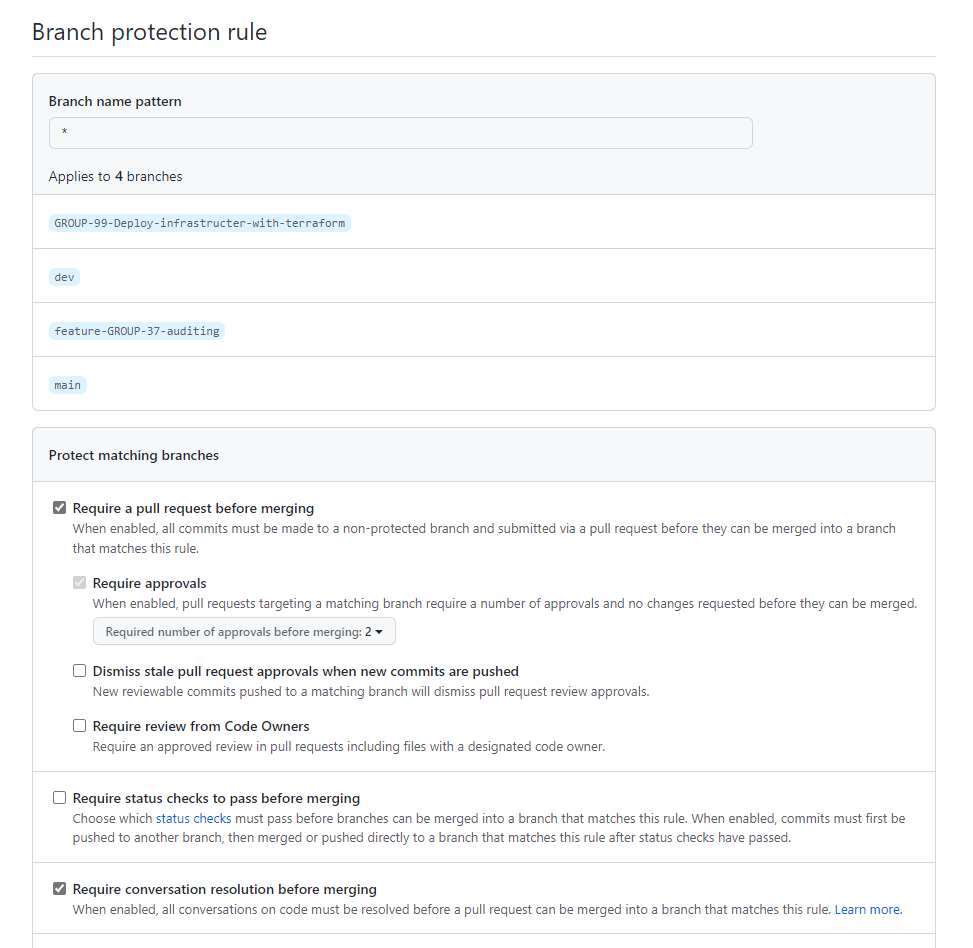 Branch protection rule
Branch name pattern
*
Applies to 4 branches
GROUP-99-Deploy-infrastructer-with-terraform
dev
feature-GROUP-37-auditing
main
Protect matching branches
Require a pull request before merging
When enabled, all commits must be made to a non-protected branch and submitted via a pull request before they can be merged into a branch
that matches this rule.
Require approvals
When enabled, pull requests targeting a matching branch require a number of approvals and no changes requested before they can be merged.
Required number of approvals before merging: 2
Dismiss stale pull request approvals when new commits are pushed
New reviewable commits pushed to a matching branch will dismiss pull request review approvals.
Require review from Code Owners
Require an approved review in pull requests including files with a designated code owner.
Require status checks to pass before merging
Choose which status checks must pass before branches can be merged into a branch that matches this rule. When enabled, commits must first be
pushed to another branch, then merged or pushed directly to a branch that matches this rule after status checks have passed.
Require conversation resolution before merging
When enabled, all conversations on code must be resolved before a pull request can be merged into a branch that matches this rule. Learn more.